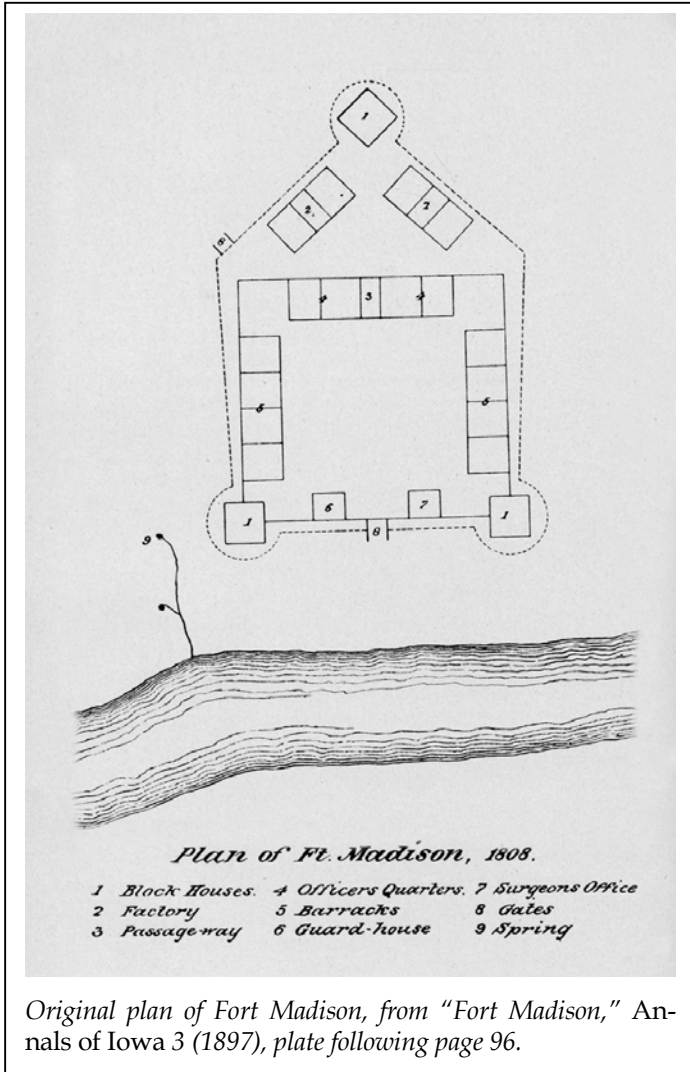 1
2. 2
8
4 3 4
5 5
6 7
1 8 1
9
Plan of Ft. Madison, 1808.
1 Block Houses. 4 Officers Quarters. 7 Surgeons Office
2 Factory 5 Barracks 8 Gates
3 Passage-way 6 Guard-house 9 Spring
Original plan of Fort Madison, from “Fort Madison,” An-
nals of Iowa 3 (1897), plate following page 96.